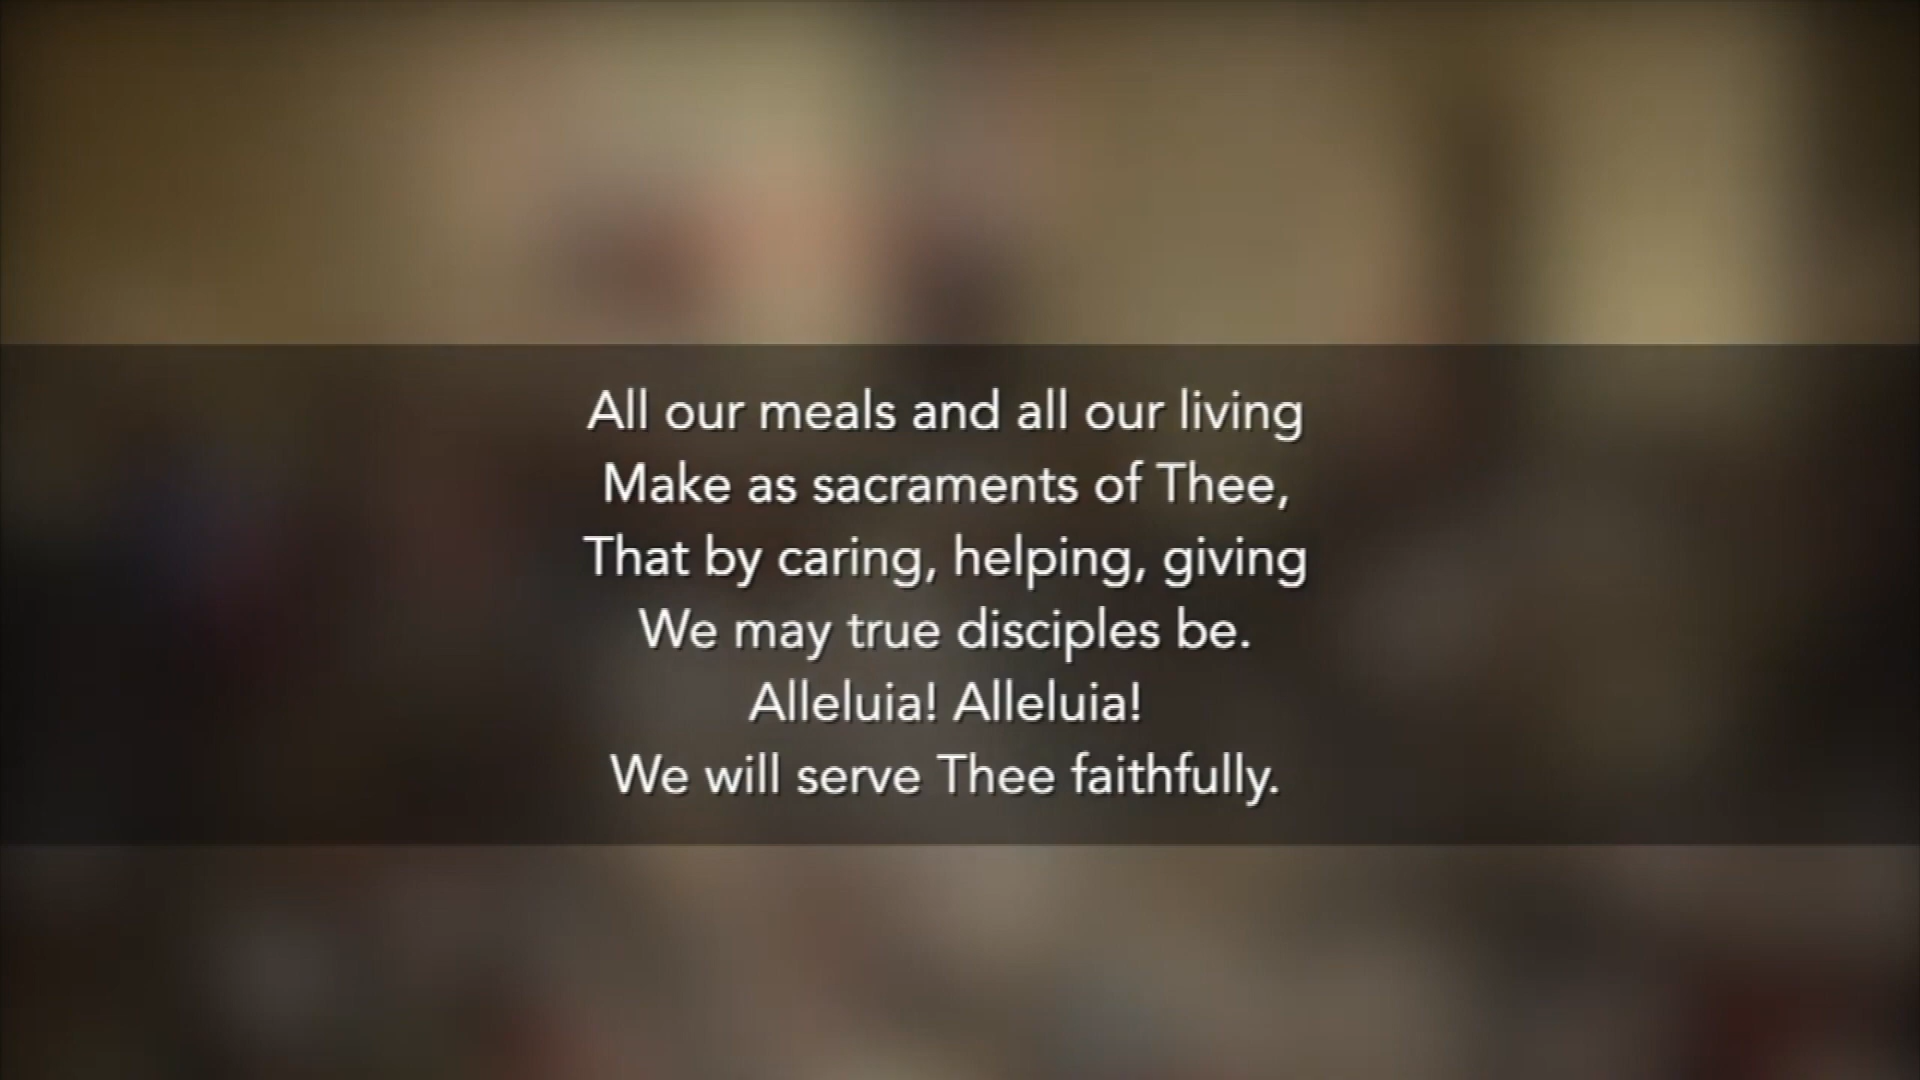 All our meals and all our living
Make as sacraments of Thee,
That by caring, helping, giving
We may true disciples be.
Alleluia! Alleluia!
We will serve Thee faithfully.